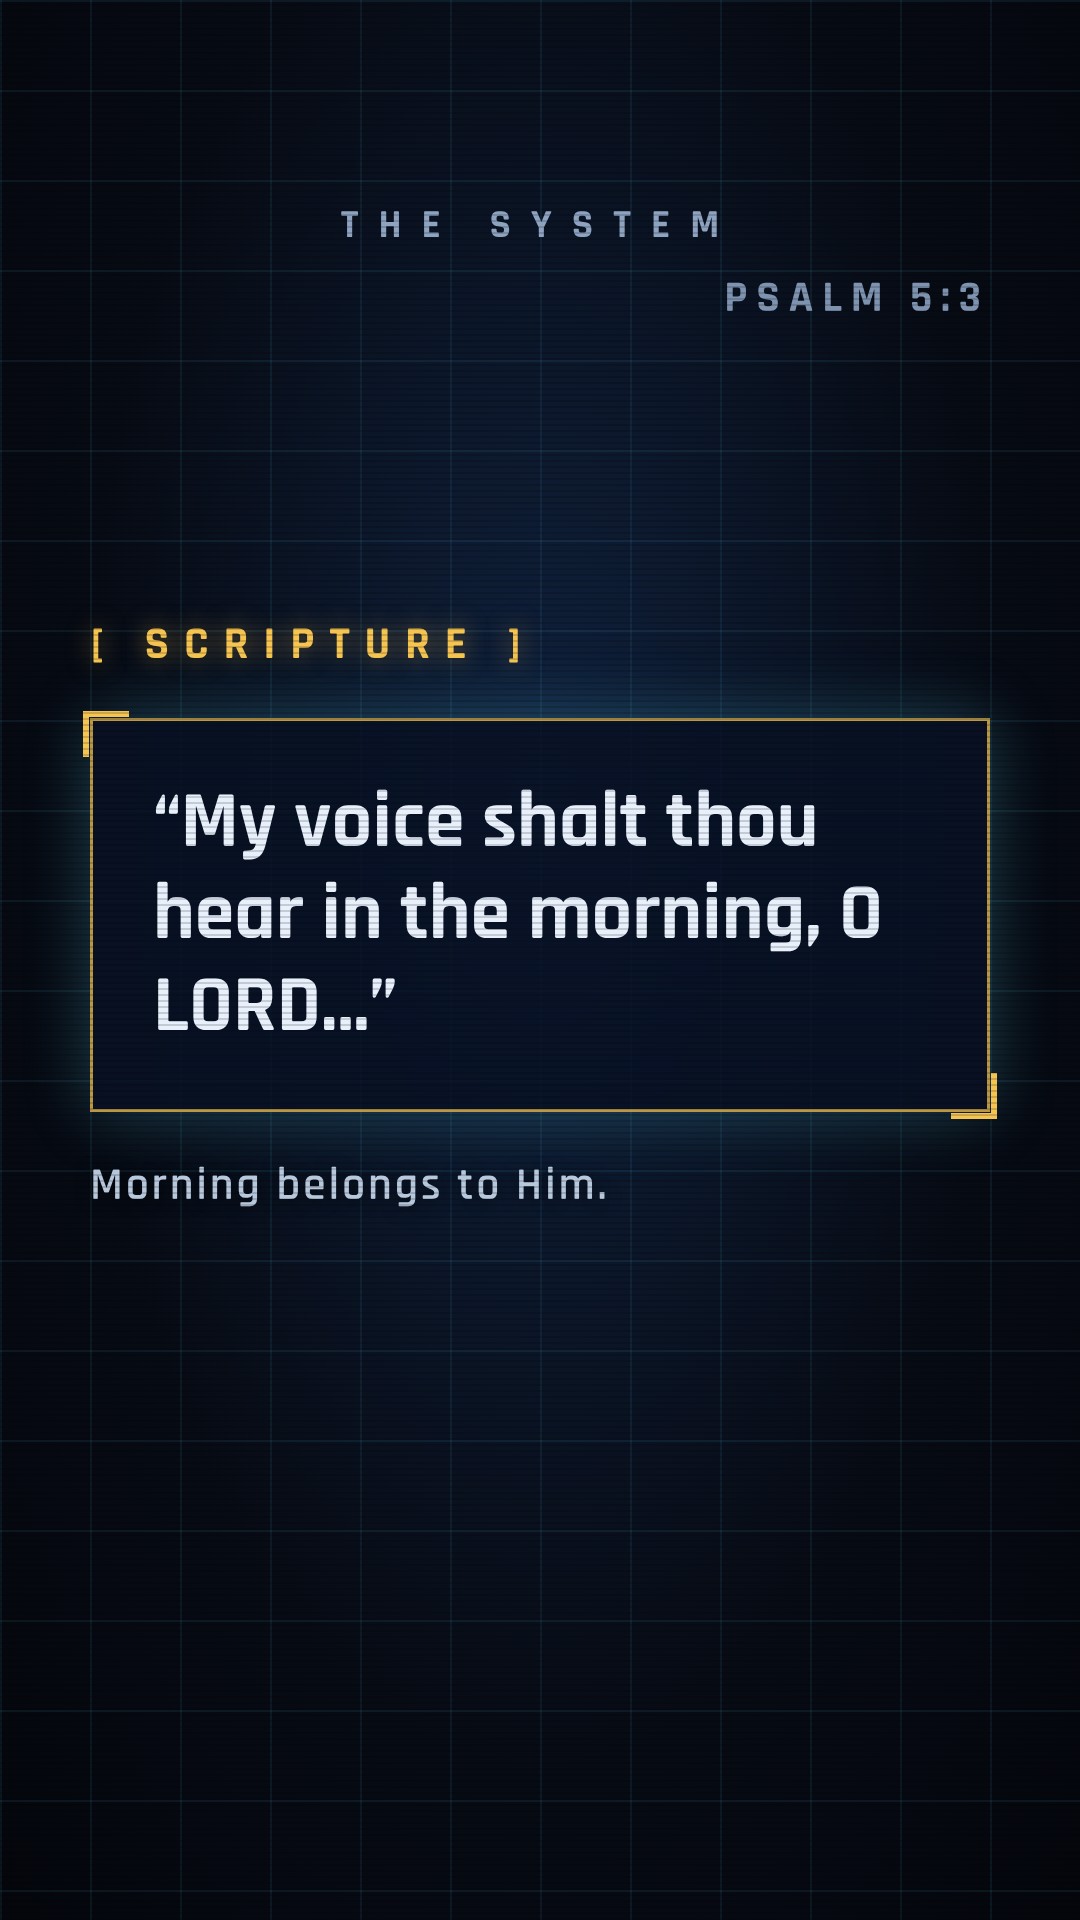 THE SYSTEM
PSALM 5:3
[ SCRIPTURE ]
“My voice shalt thou
hear in the morning, O
LORD…”
Morning belongs to Him.